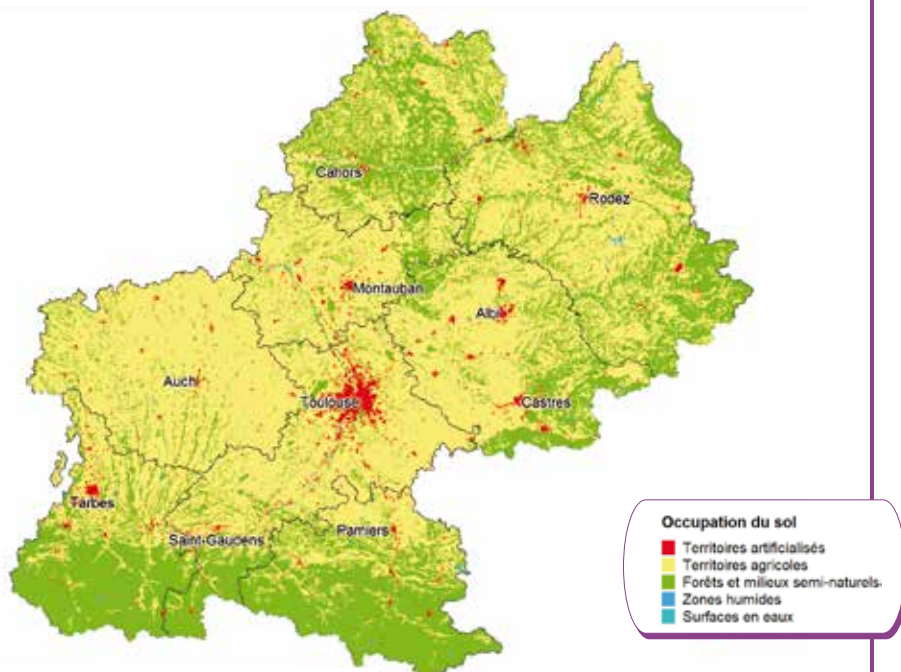 Cahors
Rodez
Montauban
Albi
Auch
Toulouse
Castres
Tarbes
Saint-Gaudens
Pamiers
Occupation du sol
Territoires artificialisés
Territoires agricoles
Forêts et milieux semi-naturels
Zones humides
Surfaces en eaux